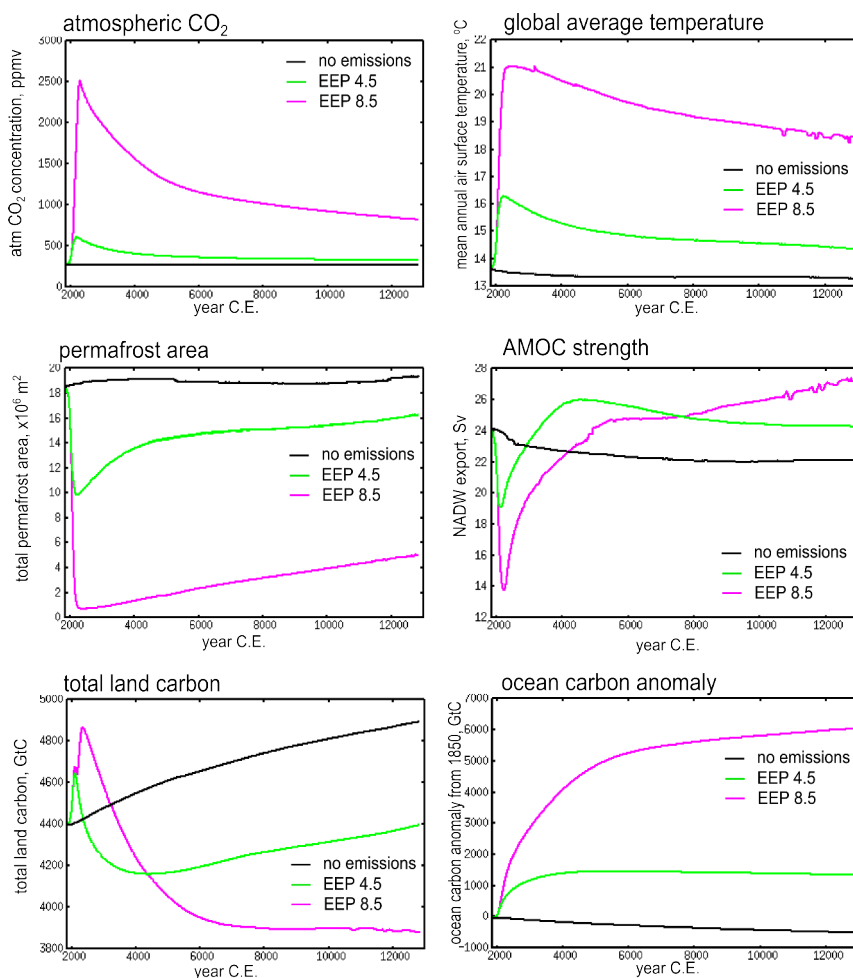 atmospheric CO₂
atm CO₂ concentration, ppmv
3000
2500
2000
1500
1000
500
0
no emissions
EEP 4.5
EEP 8.5
2000 4000 6000 8000 10000 12000
year C.E.
global average temperature
mean annual air surface temperature, ºC
22
21
20
19
18
17
16
15
14
13
no emissions
EEP 4.5
EEP 8.5
2000 4000 6000 8000 10000 12000
year C.E.
permafrost area
total permafrost area, x10⁶ m²
20
18
16
14
12
10
8
6
4
2
0
no emissions
EEP 4.5
EEP 8.5
2000 4000 6000 8000 10000 12000
year C.E.
AMOC strength
NADW export, Sv
28
26
24
22
20
18
16
14
12
no emissions
EEP 4.5
EEP 8.5
2000 4000 6000 8000 10000 12000
year C.E.
total land carbon
total land carbon, GtC
5000
4800
4600
4400
4200
4000
3800
no emissions
EEP 4.5
EEP 8.5
2000 4000 6000 8000 10000 12000
year C.E.
ocean carbon anomaly
ocean carbon anomaly from 1850, GtC
7000
6000
5000
4000
3000
2000
1000
0
-1000
no emissions
EEP 4.5
EEP 8.5
2000 4000 6000 8000 10000 12000
year C.E.